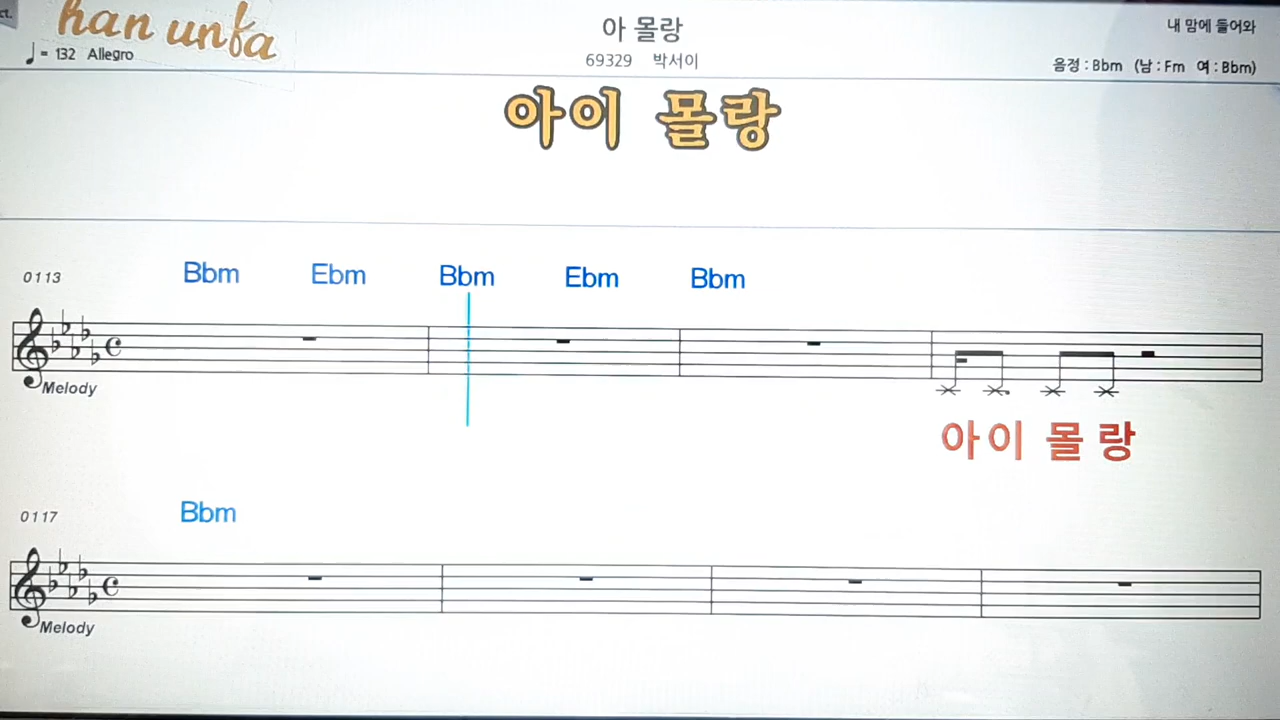 ct.
han unfa
♩= 132 Allegro
아 몰랑
69329 박서이
내 맘에 들어와
음정 : Bbm (남 : Fm 여 : Bbm)
아이 몰랑
0113 Bbm Ebm Bbm Ebm Bbm
Melody
아이 몰랑
0117 Bbm
Melody